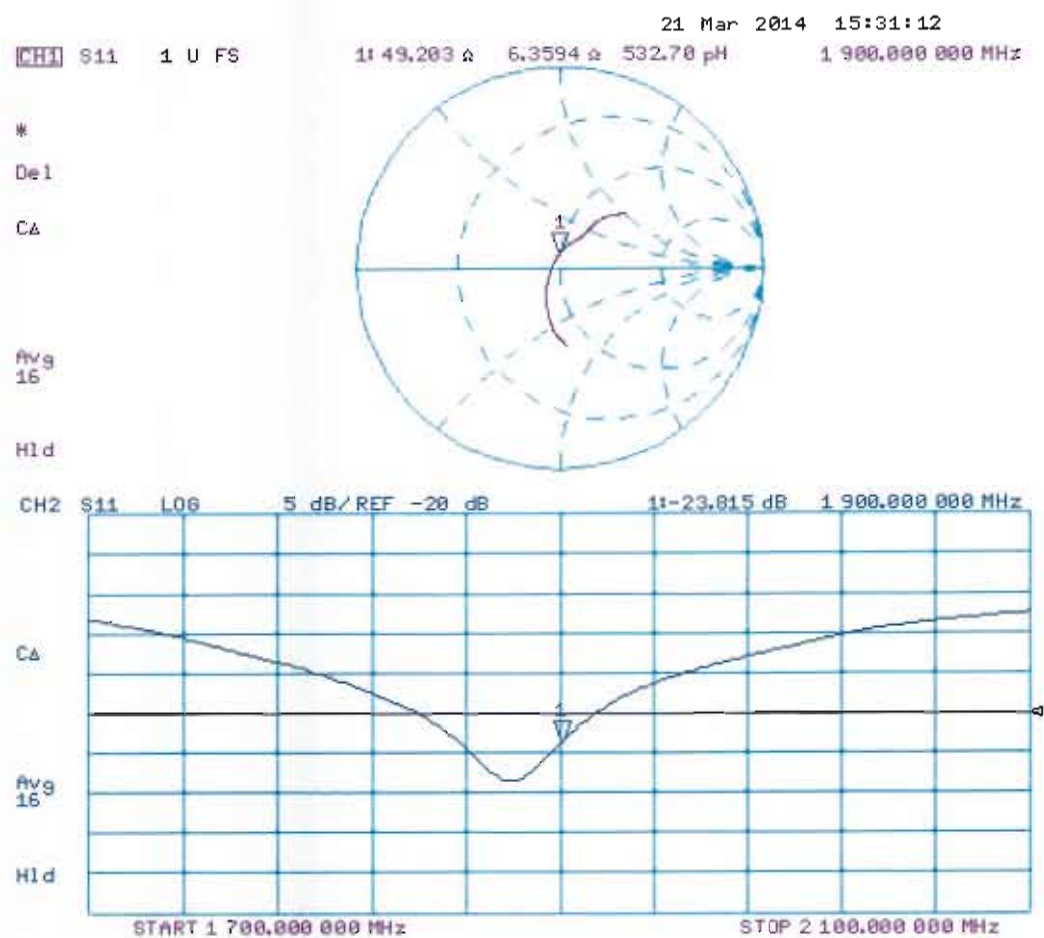 21 Mar 2014 15:31:12
CH1 S11 1 U FS 1: 49.203 Ω 6.3594 Ω 532.70 pH 1 900.000 000 MHz
*
Del
1
CΔ
Avg
16
Hld
CH2 S11 LOG 5 dB/REF -20 dB 1:-23.815 dB 1 900.000 000 MHz
CΔ
1
Avg
16
Hld
START 1 700.000 000 MHz STOP 2 100.000 000 MHz